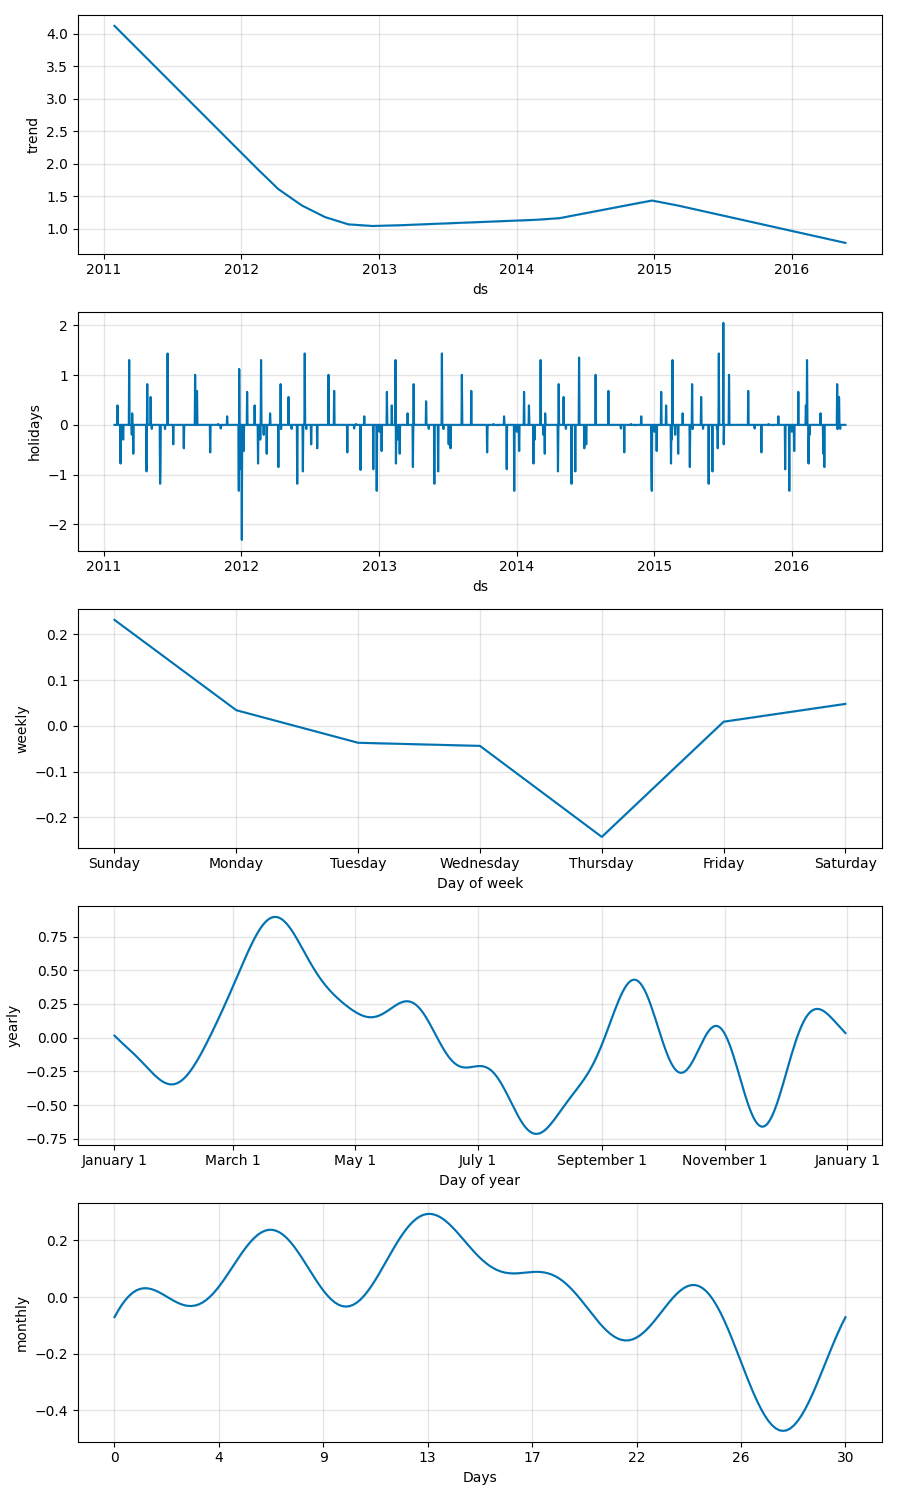 4.0
3.5
3.0
2.5
2.0
1.5
1.0
trend
2011 2012 2013 2014 2015 2016
ds
2
1
0
−1
−2
holidays
2011 2012 2013 2014 2015 2016
ds
0.2
0.1
0.0
−0.1
−0.2
weekly
Sunday Monday Tuesday Wednesday Thursday Friday Saturday
Day of week
0.75
0.50
0.25
0.00
−0.25
−0.50
−0.75
yearly
January 1 March 1 May 1 July 1 September 1 November 1 January 1
Day of year
0.2
0.0
−0.2
−0.4
monthly
0 4 9 13 17 22 26 30
Days